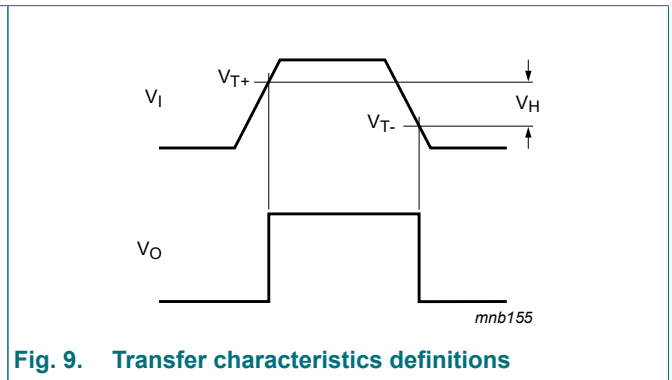 VT+
VI
VH
VT-
VO
mnb155
Fig. 9. Transfer characteristics definitions